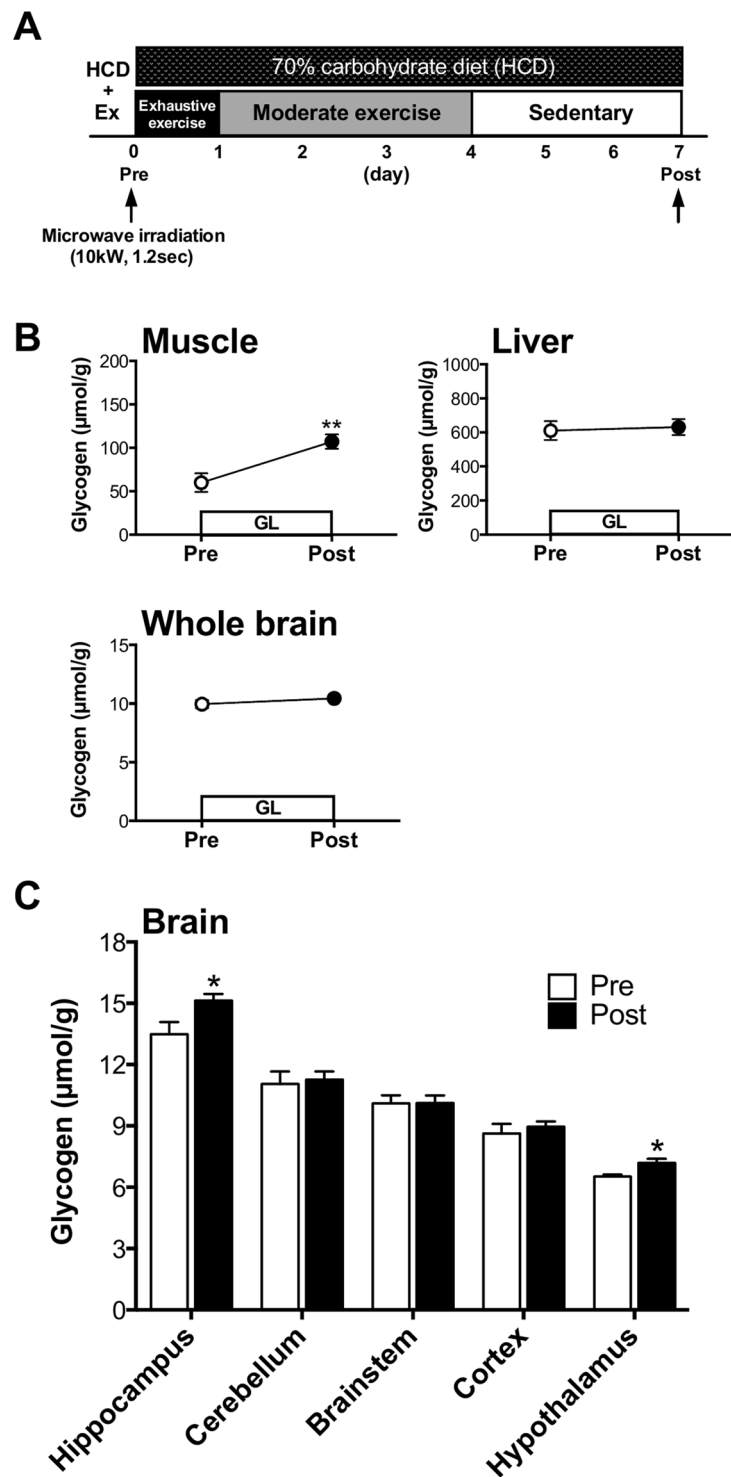 A
HCD
+
Ex
70% carbohydrate diet (HCD)
Exhaustive
exercise
Moderate exercise
Sedentary
0 1 2 3 4 5 6 7
Pre
(day)
Post
Microwave irradiation
(10kW, 1.2sec)
B
Muscle
Glycogen (µmol/g)
200
150
100
50
0
**
GL
Pre Post
Liver
Glycogen (µmol/g)
1000
800
600
400
200
0
GL
Pre Post
Whole brain
Glycogen (µmol/g)
15
10
5
0
GL
Pre Post
C
Brain
Glycogen (µmol/g)
18
15
12
9
6
3
0
*
*
Pre
Post
Hippocampus
Cerebellum
Brainstem
Cortex
Hypothalamus